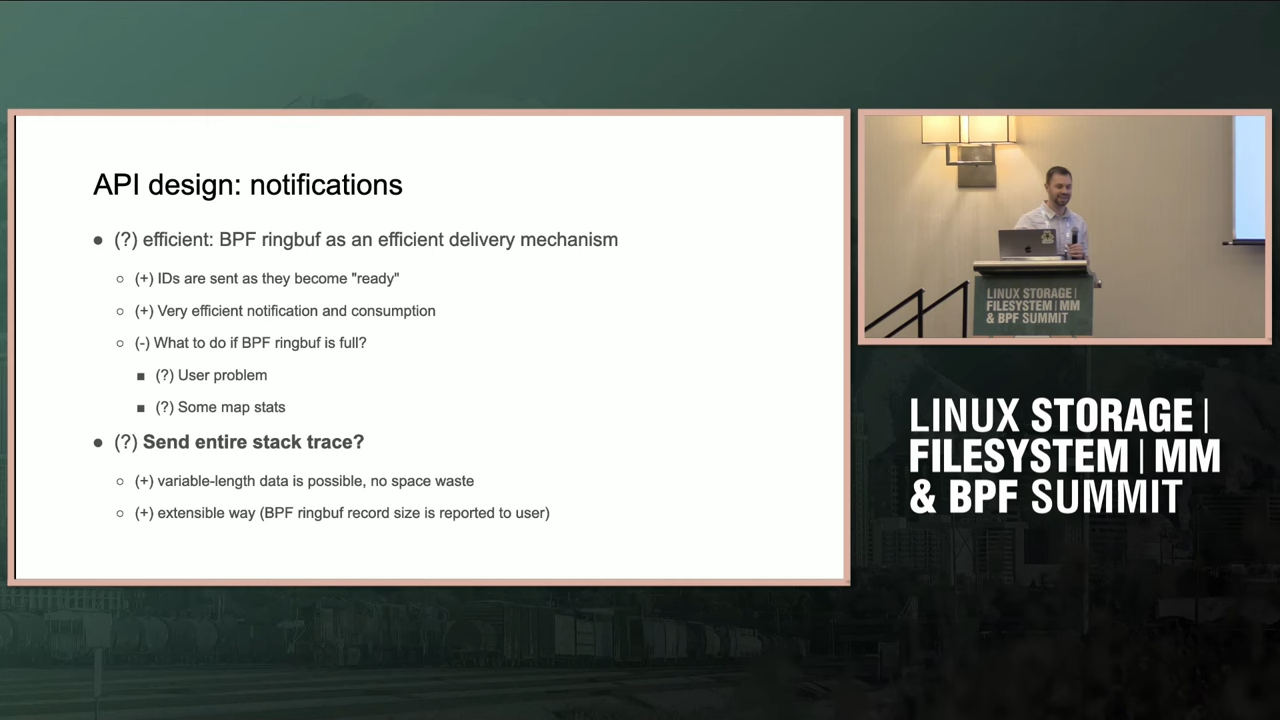 API design: notifications
● (?) efficient: BPF ringbuf as an efficient delivery mechanism
○ (+) IDs are sent as they become "ready"
○ (+) Very efficient notification and consumption
○ (-) What to do if BPF ringbuf is full?
■ (?) User problem
■ (?) Some map stats
● (?) Send entire stack trace?
○ (+) variable-length data is possible, no space waste
○ (+) extensible way (BPF ringbuf record size is reported to user)
LINUX STORAGE |
FILESYSTEM | MM
& BPF SUMMIT
LINUX STORAGE |
FILESYSTEM | MM
& BPF SUMMIT